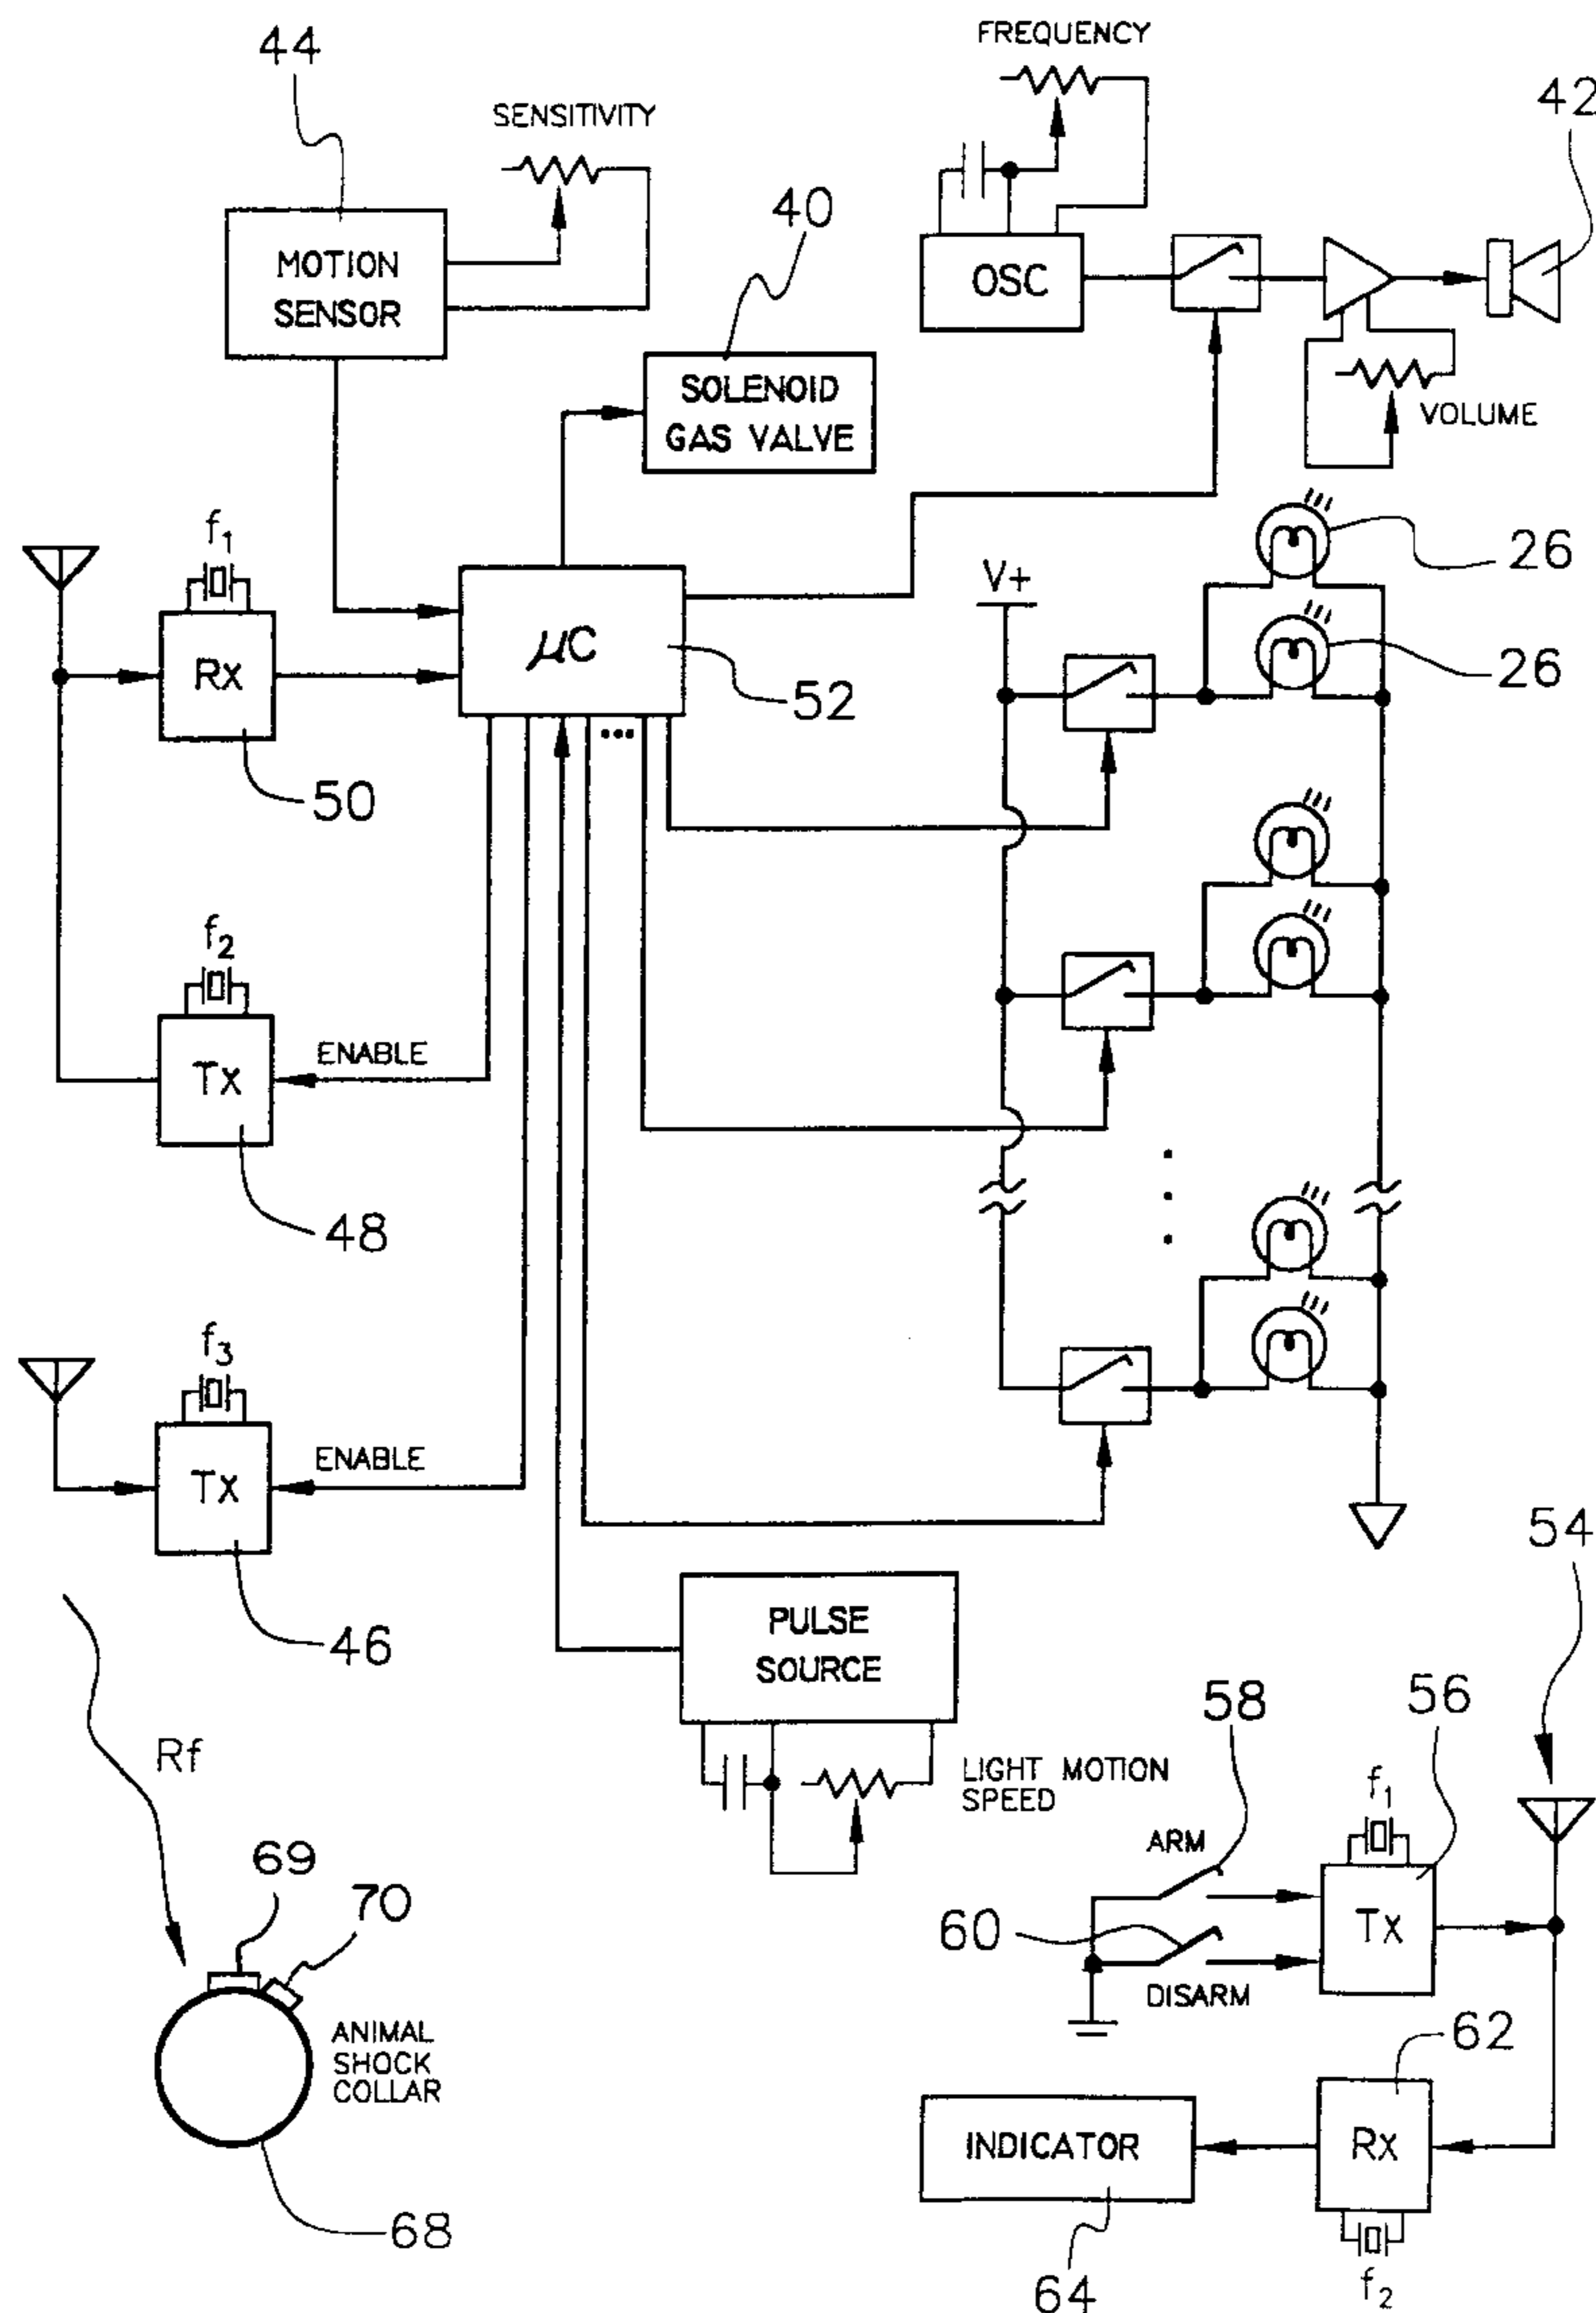 FREQUENCY
44
42
SENSITIVITY
40
MOTION
SENSOR
OSC
SOLENOID
GAS VALVE
VOLUME
f1
26
V+
RX
μC
26
52
...
50
f2
TX
ENABLE
48
f3
TX
ENABLE
54
46
PULSE
SOURCE
58
56
Rf
LIGHT MOTION
SPEED
f1
ARM
69
70
60
TX
DISARM
ANIMAL
SHOCK
COLLAR
62
INDICATOR
RX
68
64
f2